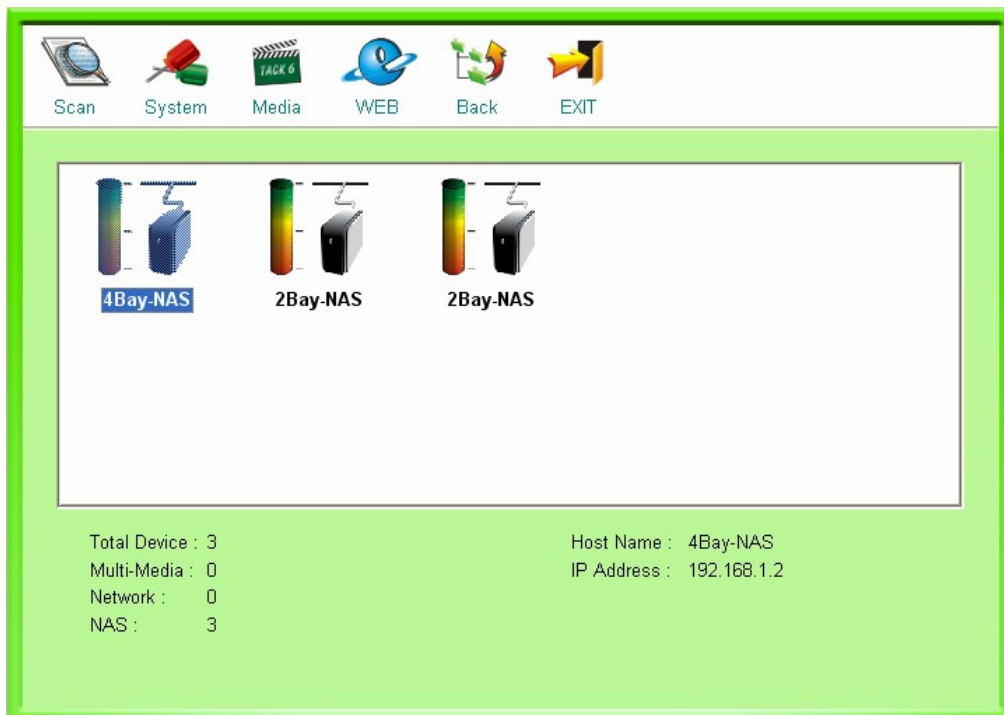 TACK 6
Scan System Media WEB Back EXIT
4Bay-NAS 2Bay-NAS 2Bay-NAS
Total Device : 3
Multi-Media : 0
Network : 0
NAS : 3
Host Name : 4Bay-NAS
IP Address : 192.168.1.2